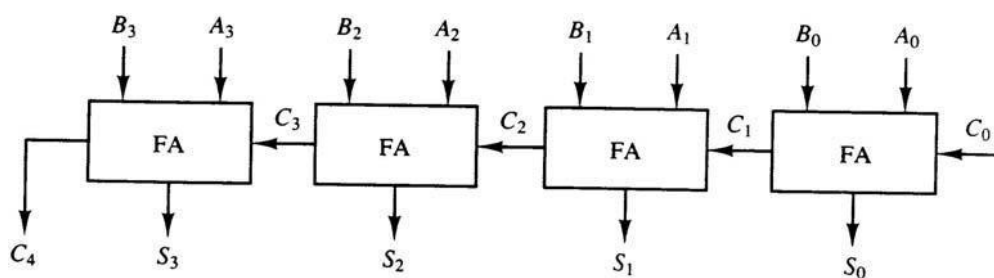 B₃ A₃ B₂ A₂ B₁ A₁ B₀ A₀
C₃ C₂ C₁ C₀
FA FA FA FA
C₄ S₃ S₂ S₁ S₀